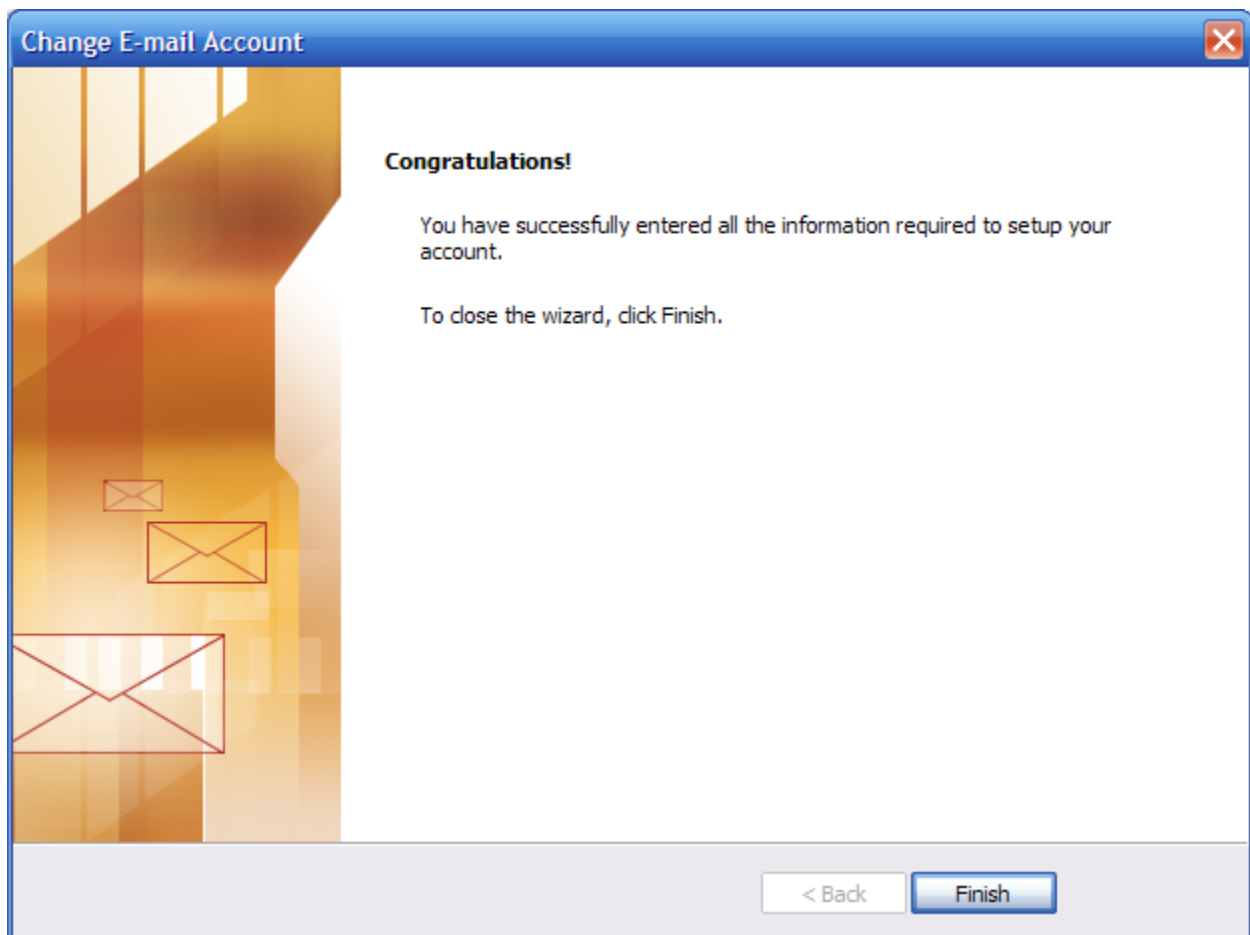 Change E-mail Account
Congratulations!
You have successfully entered all the information required to setup your
account.
To close the wizard, click Finish.
< Back
Finish